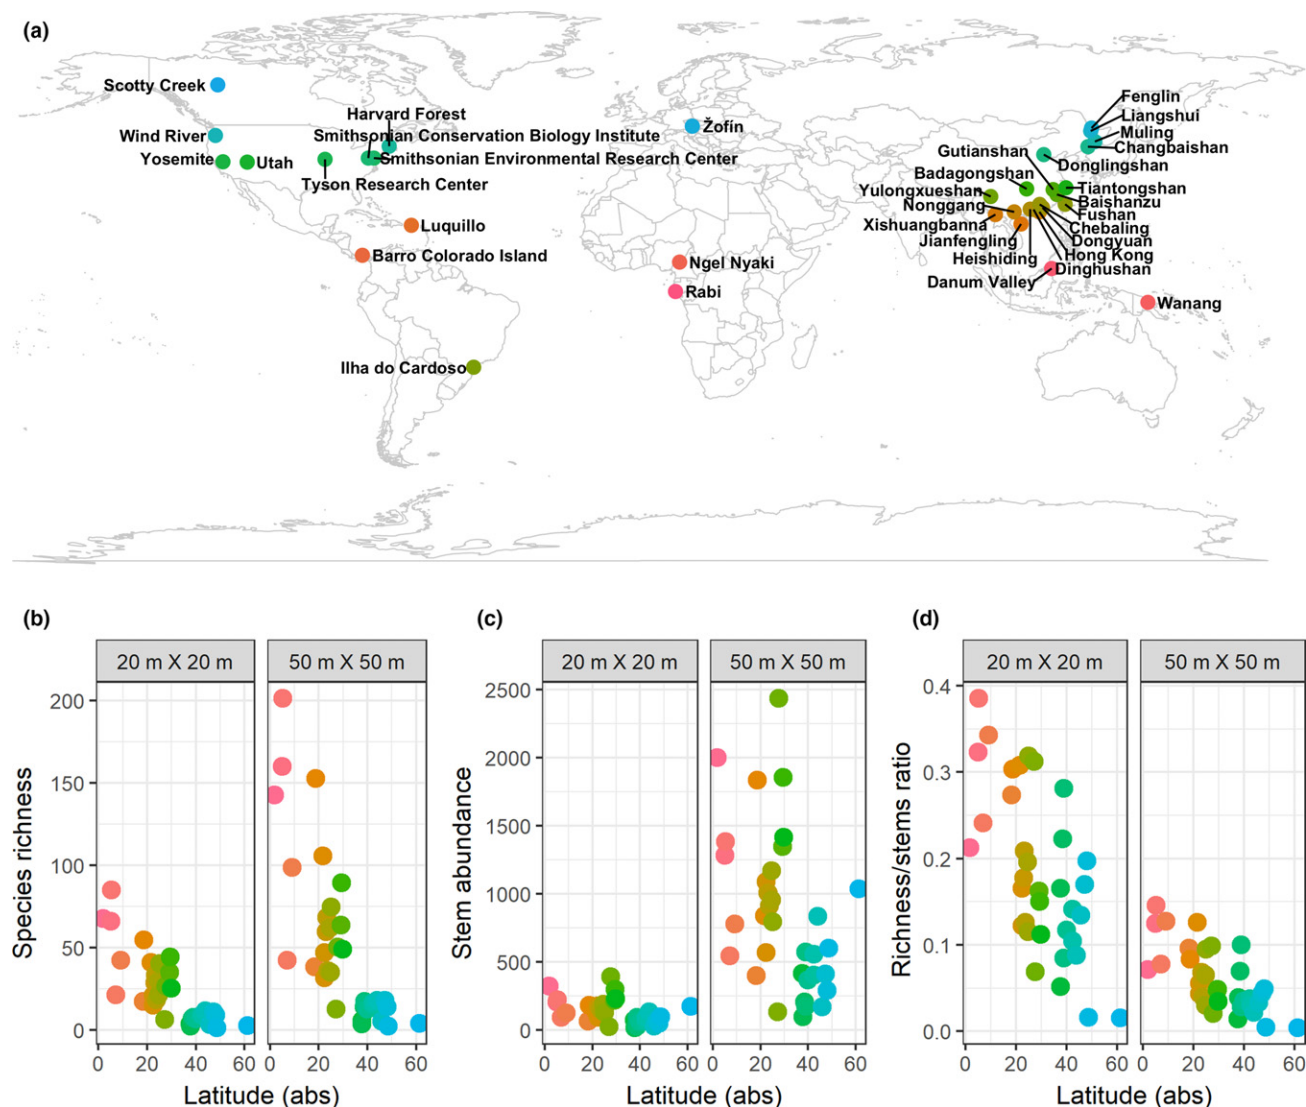 (a)
Scotty Creek
Harvard Forest
Wind River
Smithsonian Conservation Biology Institute
Žofín
Yosemite
Utah
Smithsonian Environmental Research Center
Tyson Research Center
Luquillo
Barro Colorado Island
Ngel Nyaki
Rabi
Ilha do Cardoso
Fenglin
Liangshui
Muling
Changbaishan
Gutianshan
Donglingshan
Badagongshan
Tiantongshan
Yulongxueshan
Baishanzu
Nonggang
Fushan
Xishuangbanna
Chebaling
Jianfengling
Dongyuan
Heishiding
Hong Kong
Danum Valley
Dinghushan
Wanang
(b)
20 m X 20 m
50 m X 50 m
Species richness
200
150
100
50
0
0 20 40 60
0 20 40 60
Latitude (abs)
(c)
20 m X 20 m
50 m X 50 m
Stem abundance
2500
2000
1500
1000
500
0
0 20 40 60
0 20 40 60
Latitude (abs)
(d)
20 m X 20 m
50 m X 50 m
Richness/stems ratio
0.4
0.3
0.2
0.1
0.0
0 20 40 60
0 20 40 60
Latitude (abs)